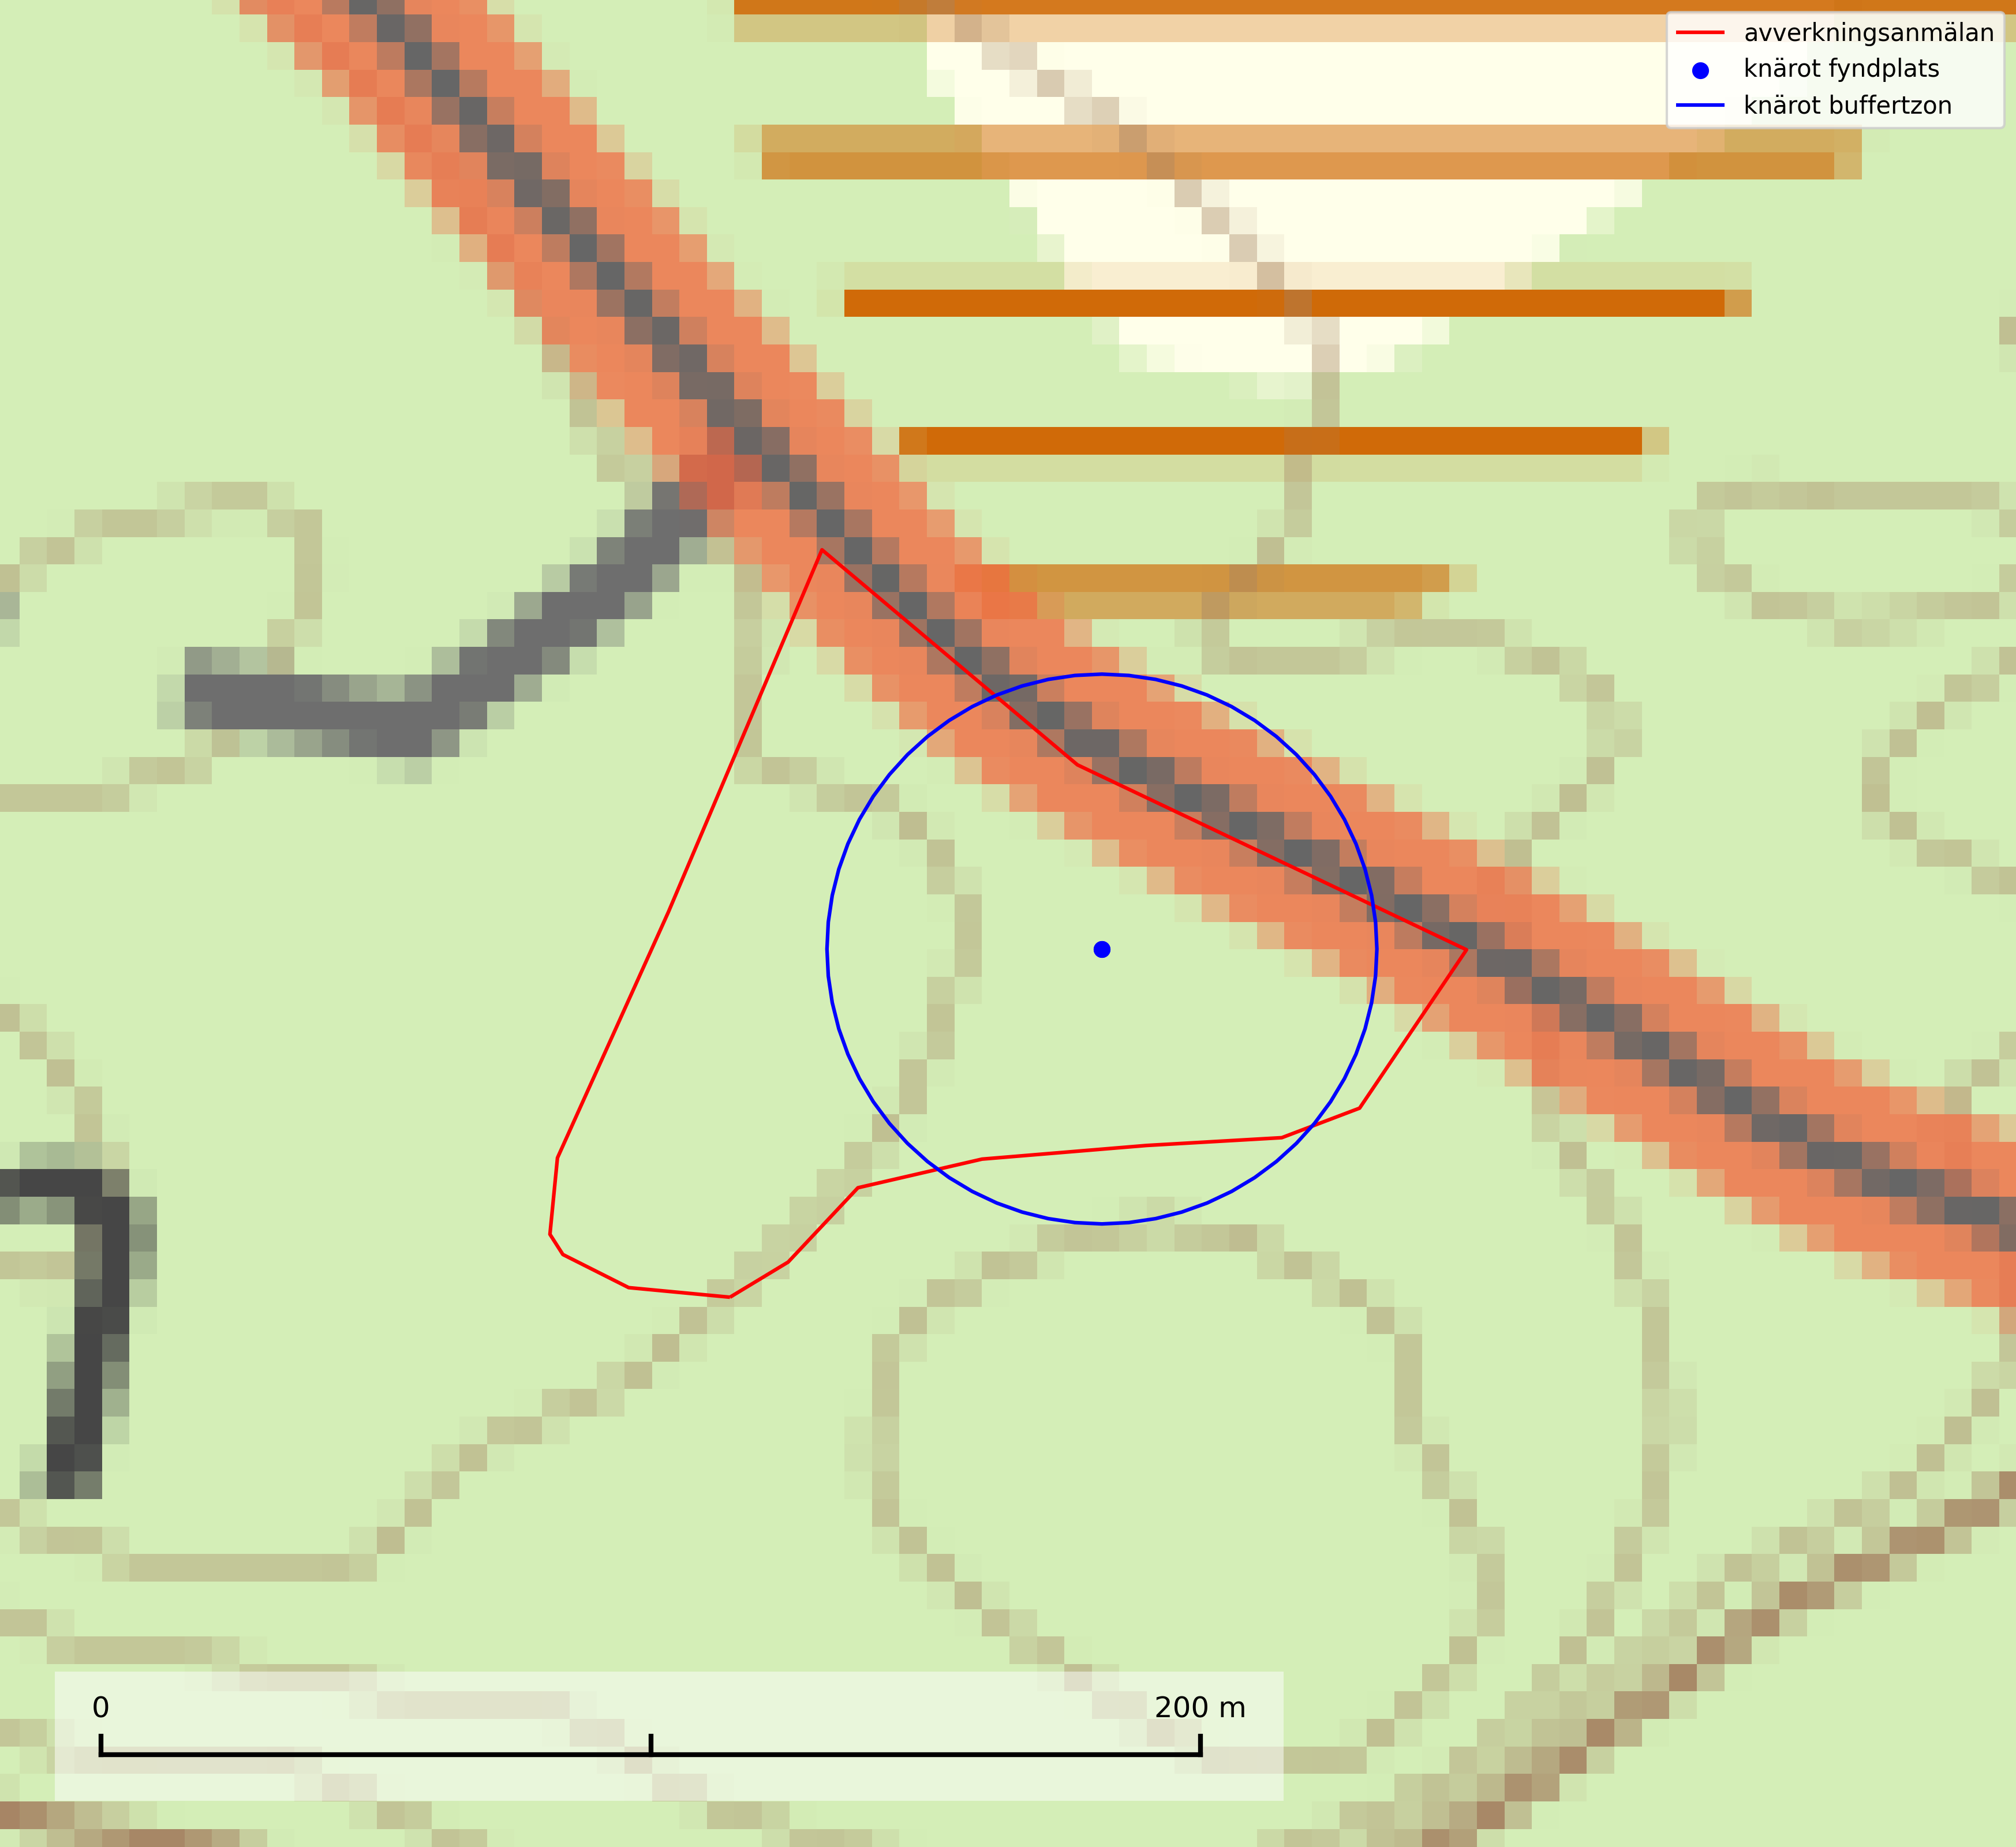 avverkningsanmälan
knärot fyndplats
knärot buffertzon
0 200 m